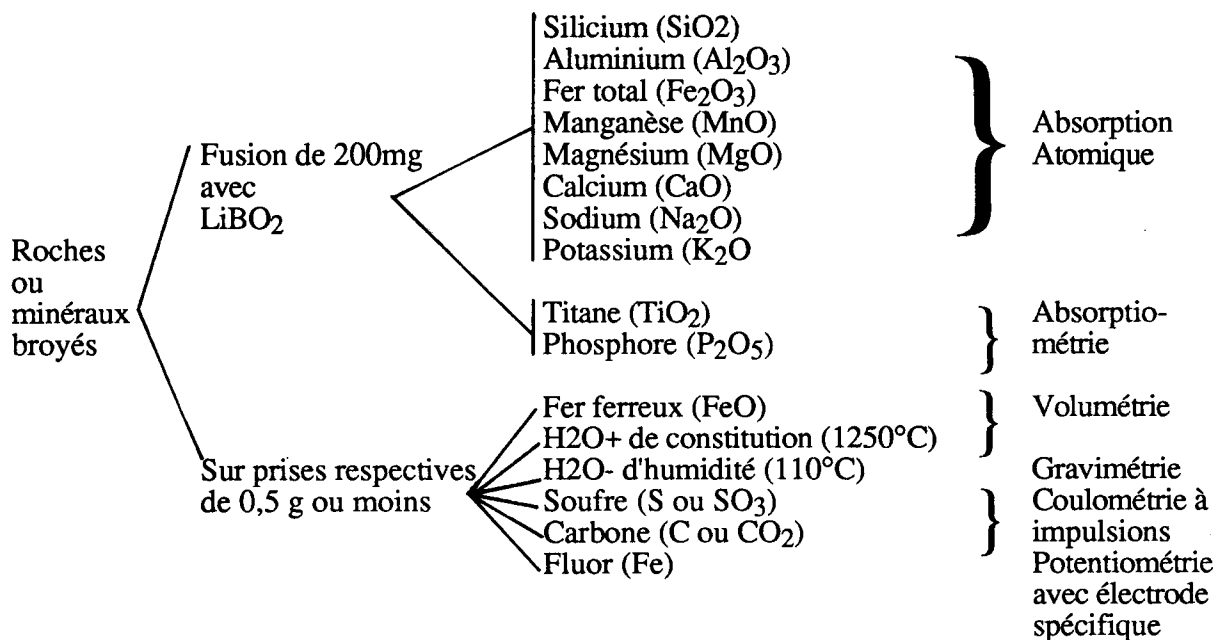 Roches
ou
minéraux
broyés
Fusion de 200mg
avec
LiBO2
Silicium (SiO2)
Aluminium (Al2O3)
Fer total (Fe2O3)
Manganèse (MnO)
Magnésium (MgO)
Calcium (CaO)
Sodium (Na2O)
Potassium (K2O
Absorption
Atomique
Titane (TiO2)
Phosphore (P2O5)
Absorptio-
métrie
Sur prises respectives
de 0,5 g ou moins
Fer ferreux (FeO)
H2O+ de constitution (1250°C)
H2O- d'humidité (110°C)
Soufre (S ou SO3)
Carbone (C ou CO2)
Fluor (Fe)
Volumétrie
Gravimétrie
Coulométrie à
impulsions
Potentiométrie
avec électrode
spécifique